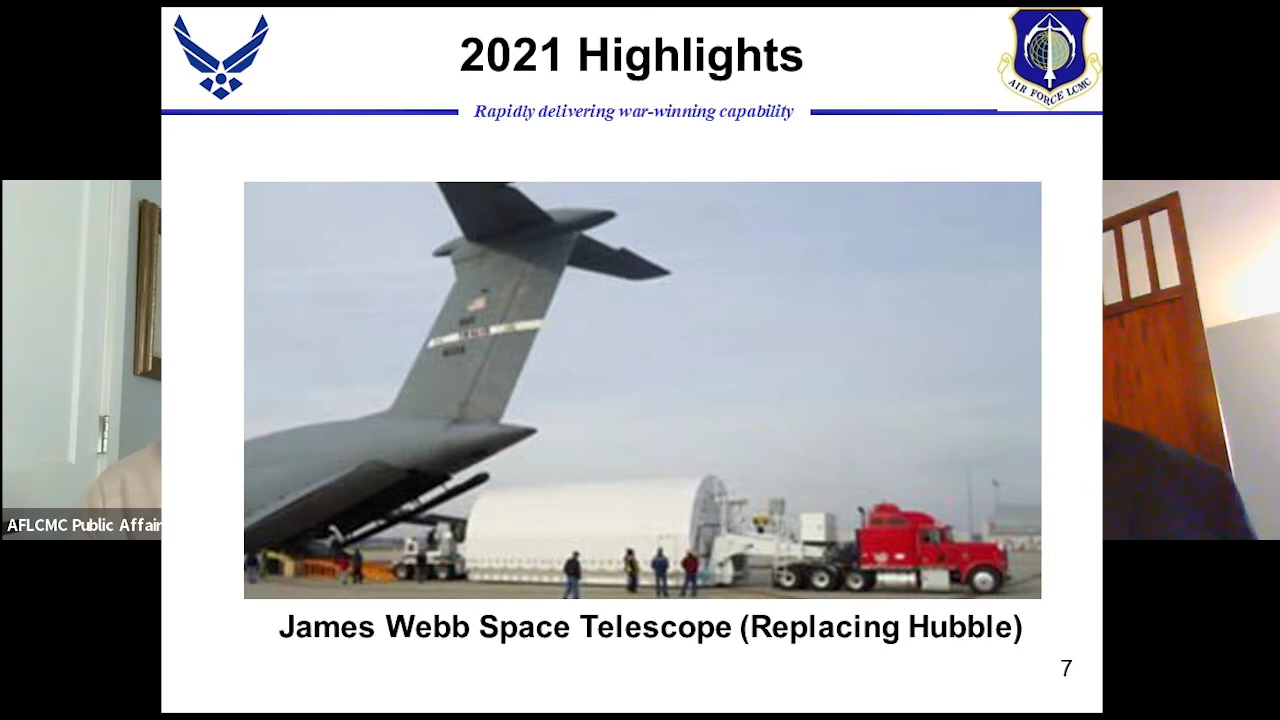 2021 Highlights
AIR FORCE LCMC
Rapidly delivering war-winning capability
AFLCMC Public Affair
James Webb Space Telescope (Replacing Hubble)
7